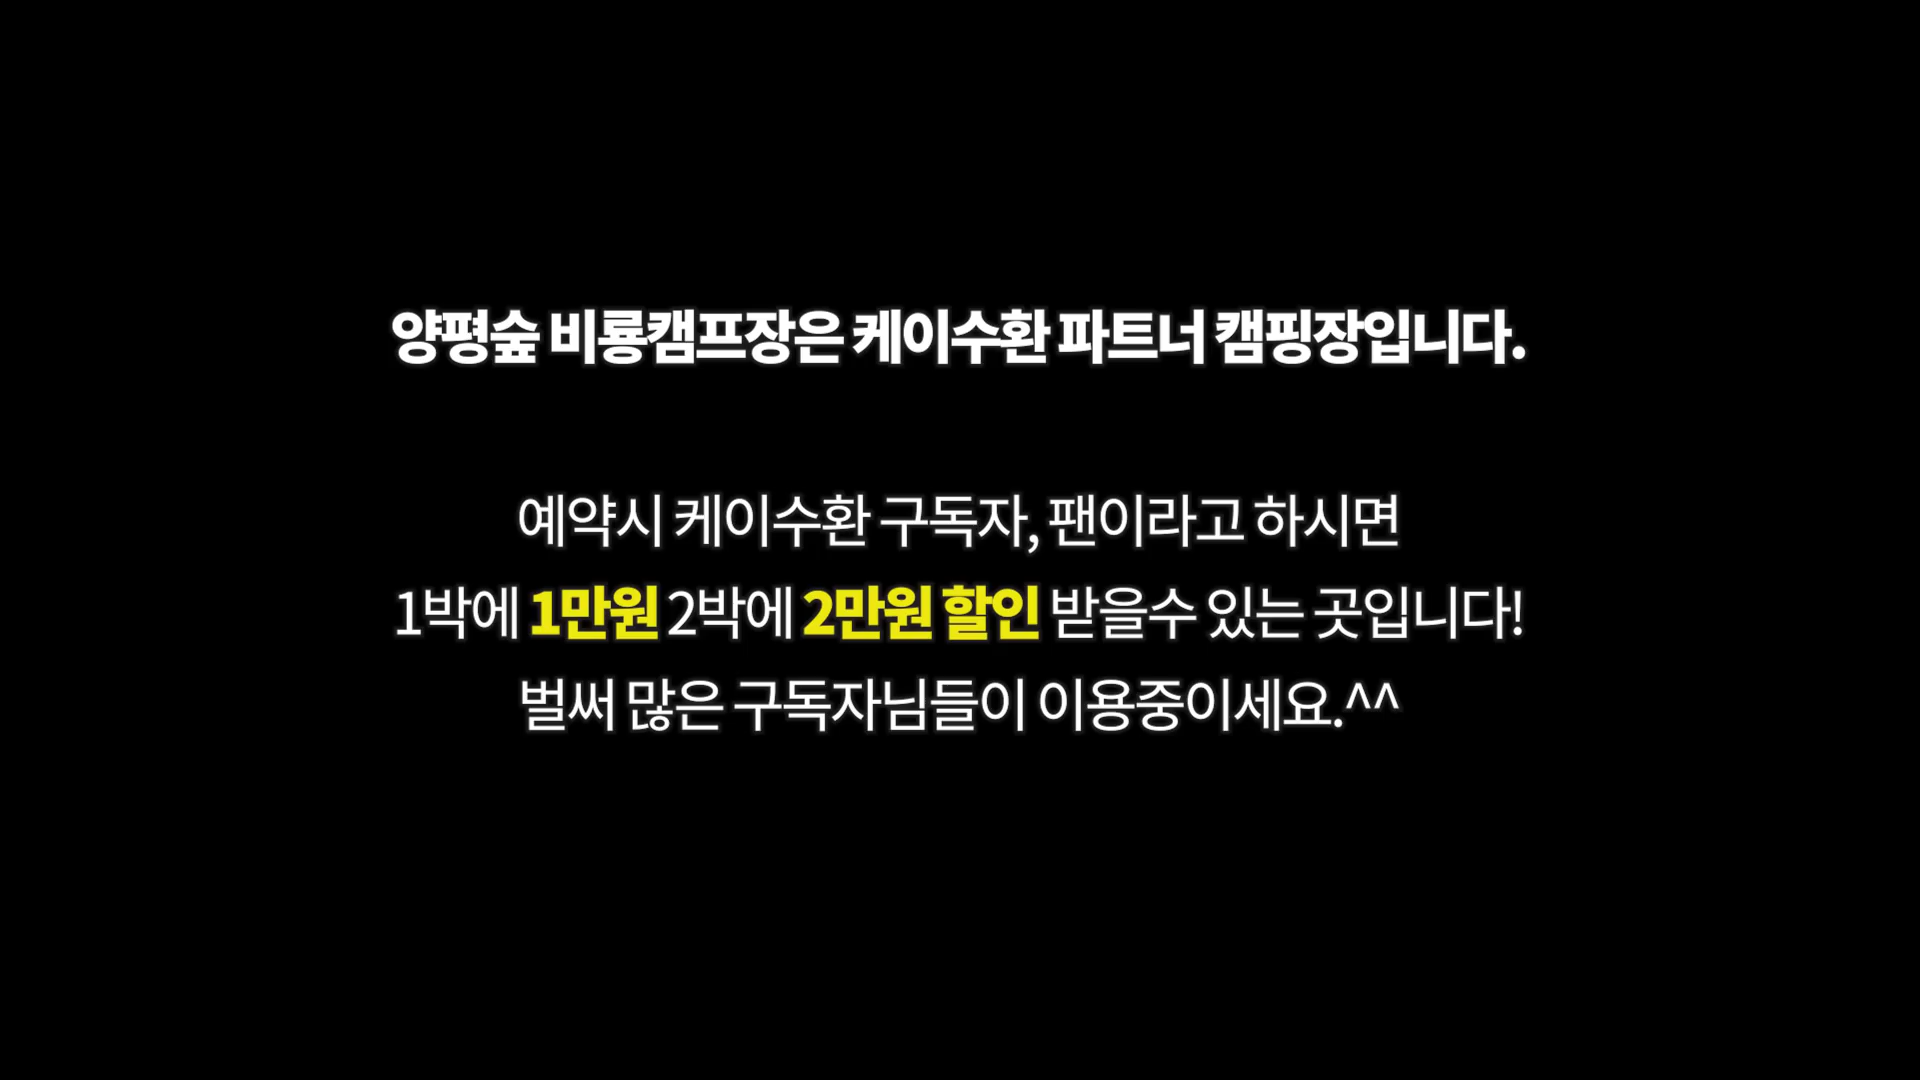 양평숲 비룡캠프장은 케이수환 파트너 캠핑장입니다.
예약시 케이수환 구독자, 팬이라고 하시면
1박에 1만원 2박에 2만원 할인 받을수 있는 곳입니다!
벌써 많은 구독자님들이 이용중이세요.^^